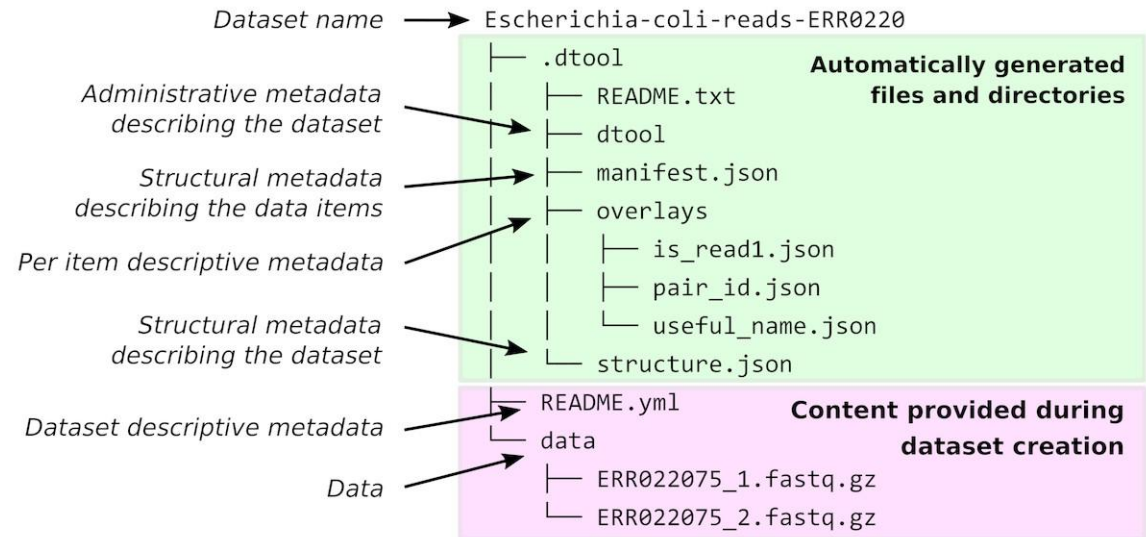 Dataset name Escherichia-coli-reads-ERR0220
.dtool
Automatically generated
files and directories
Administrative metadata
describing the dataset
README.txt
dtool
Structural metadata
describing the data items
manifest.json
overlays
Per item descriptive metadata
is_read1.json
pair_id.json
useful_name.json
Structural metadata
describing the dataset
structure.json
README.yml
Content provided during
dataset creation
Dataset descriptive metadata
data
Data
ERR022075_1.fastq.gz
ERR022075_2.fastq.gz